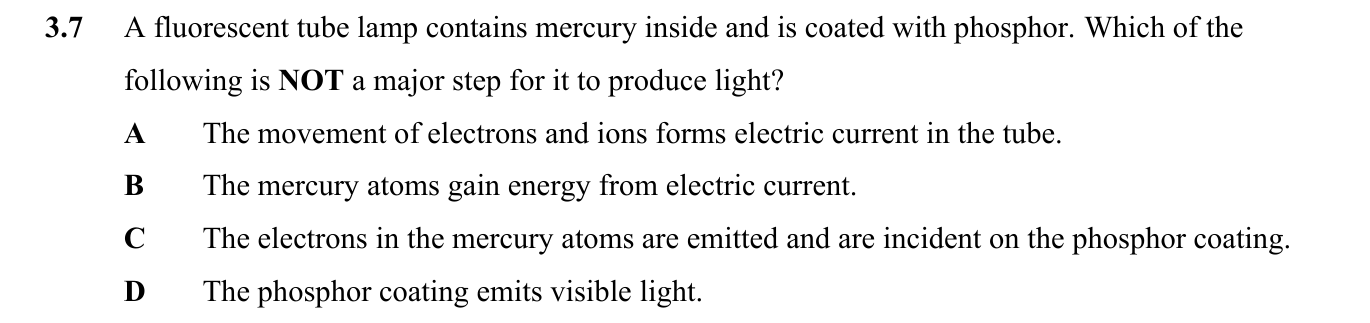 3.7 A fluorescent tube lamp contains mercury inside and is coated with phosphor. Which of the
following is NOT a major step for it to produce light?
A The movement of electrons and ions forms electric current in the tube.
B The mercury atoms gain energy from electric current.
C The electrons in the mercury atoms are emitted and are incident on the phosphor coating.
D The phosphor coating emits visible light.